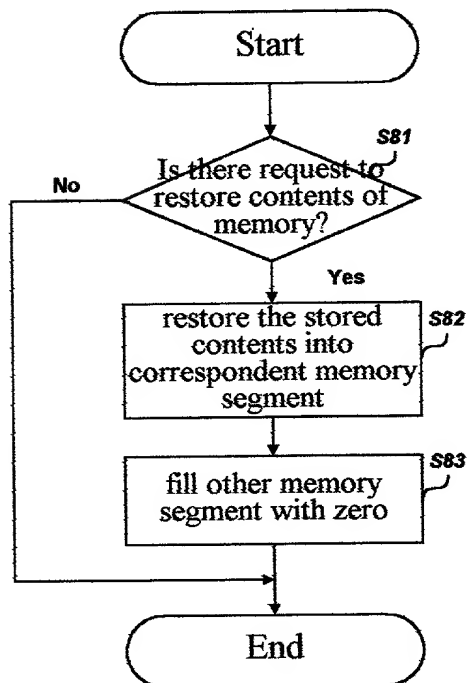 Start
S81
Is there request to
restore contents of
memory?
No
Yes
restore the stored
contents into
correspondent memory
segment
S82
fill other memory
segment with zero
S83
End